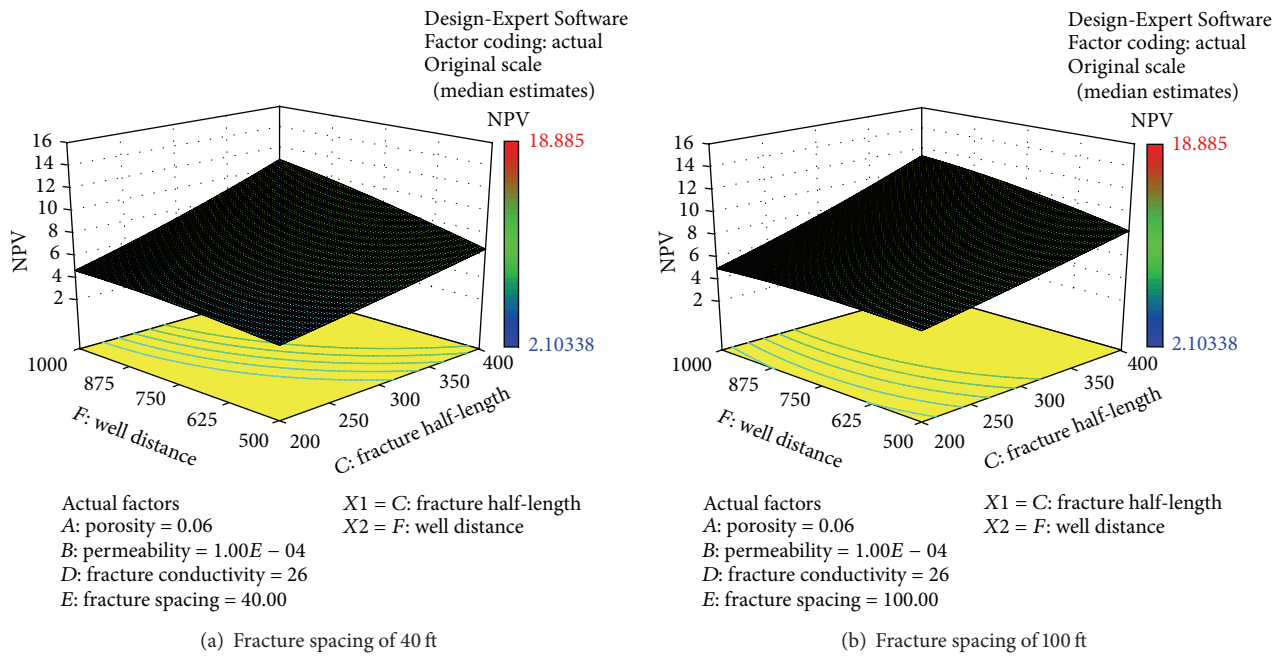 Design-Expert Software
Factor coding: actual
Original scale
(median estimates)
NPV
18.885
2.10338
16
14
12
10
8
6
4
2
NPV
1000
875
750
625
500
F: well distance
200
250
300
350
400
C: fracture half-length
Actual factors
A: porosity = 0.06
B: permeability = 1.00E − 04
D: fracture conductivity = 26
E: fracture spacing = 40.00
X1 = C: fracture half-length
X2 = F: well distance
(a) Fracture spacing of 40 ft
Design-Expert Software
Factor coding: actual
Original scale
(median estimates)
NPV
18.885
2.10338
16
14
12
10
8
6
4
2
NPV
1000
875
750
625
500
F: well distance
200
250
300
350
400
C: fracture half-length
Actual factors
A: porosity = 0.06
B: permeability = 1.00E − 04
D: fracture conductivity = 26
E: fracture spacing = 100.00
X1 = C: fracture half-length
X2 = F: well distance
(b) Fracture spacing of 100 ft